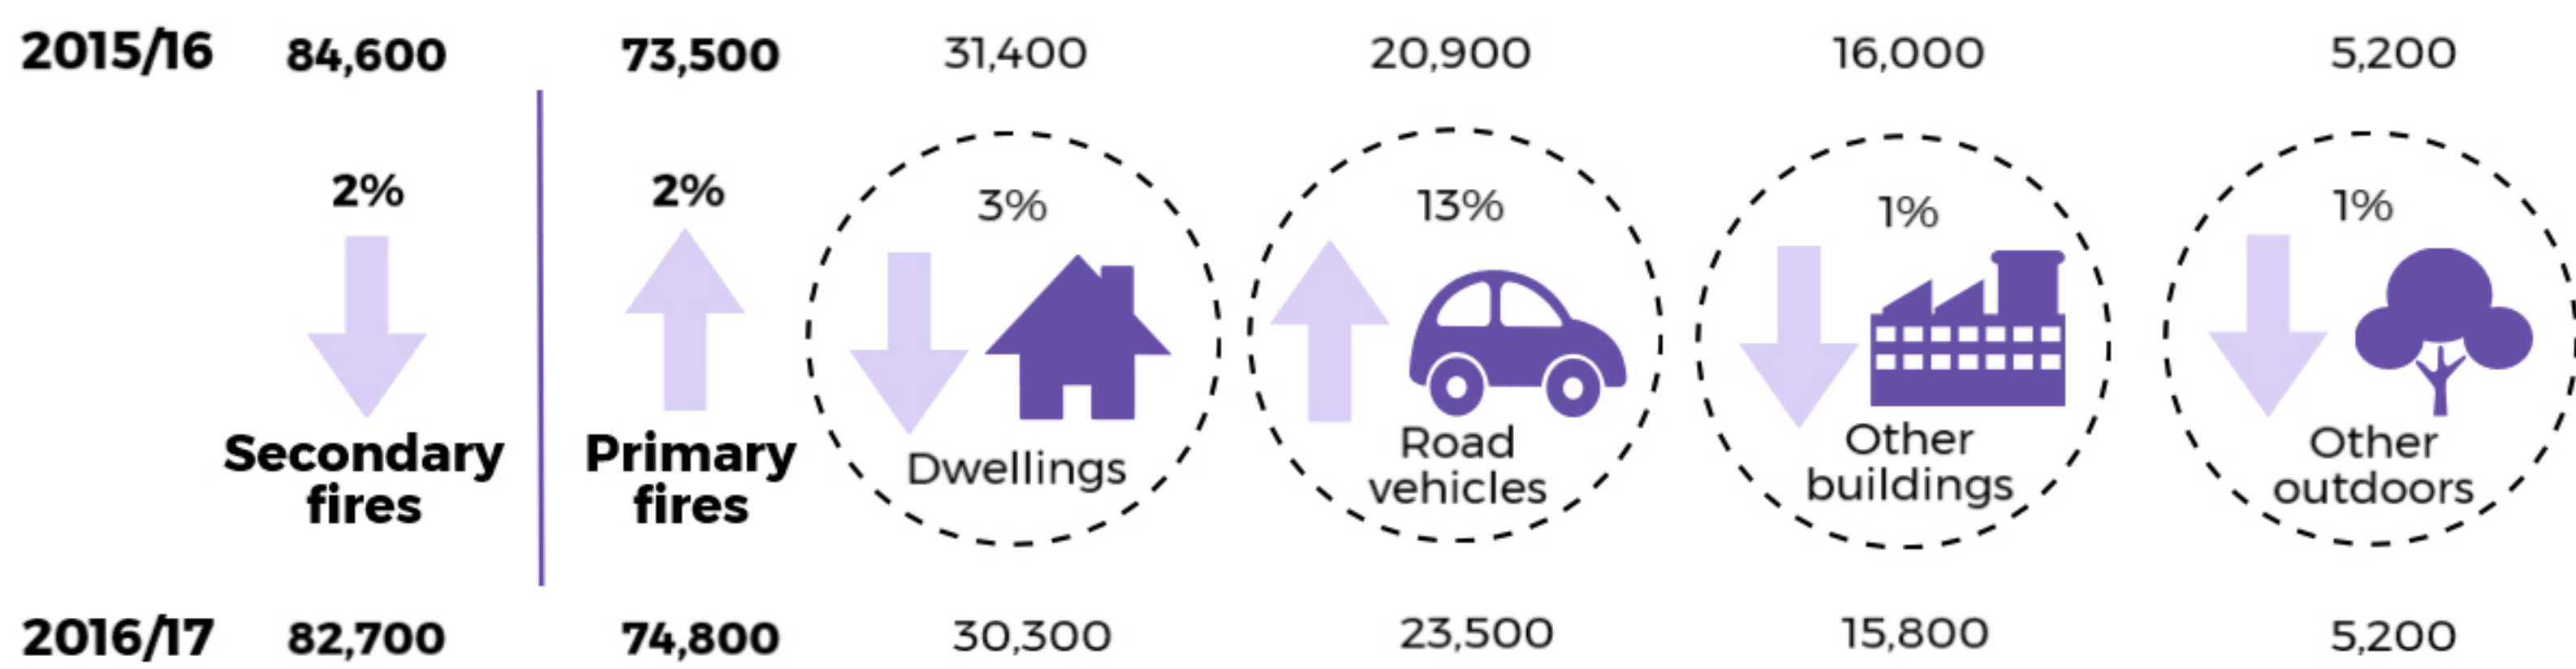 2015/16 84,600 73,500 31,400 20,900 16,000 5,200
2% 2% 3% 13% 1% 1%
Secondary
fires
Primary
fires
Dwellings
Road
vehicles
Other
buildings
Other
outdoors
2016/17 82,700 74,800 30,300 23,500 15,800 5,200